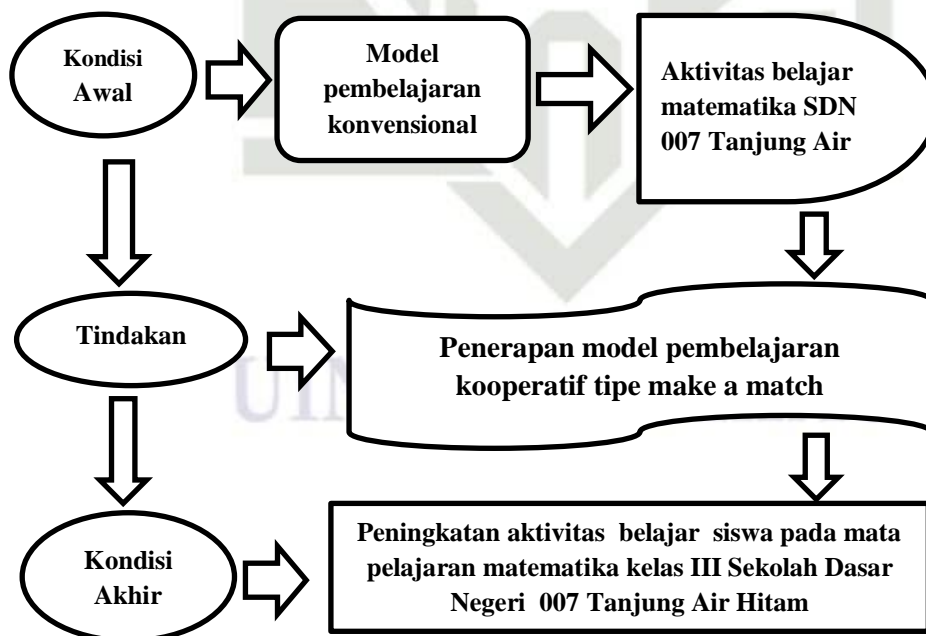 Kondisi
Awal
Model
pembelajaran
konvensional
Aktivitas belajar
matematika SDN
007 Tanjung Air
Tindakan
Penerapan model pembelajaran
kooperatif tipe make a match
UIN
Kondisi
Akhir
Peningkatan aktivitas belajar siswa pada mata
pelajaran matematika kelas III Sekolah Dasar
Negeri 007 Tanjung Air Hitam